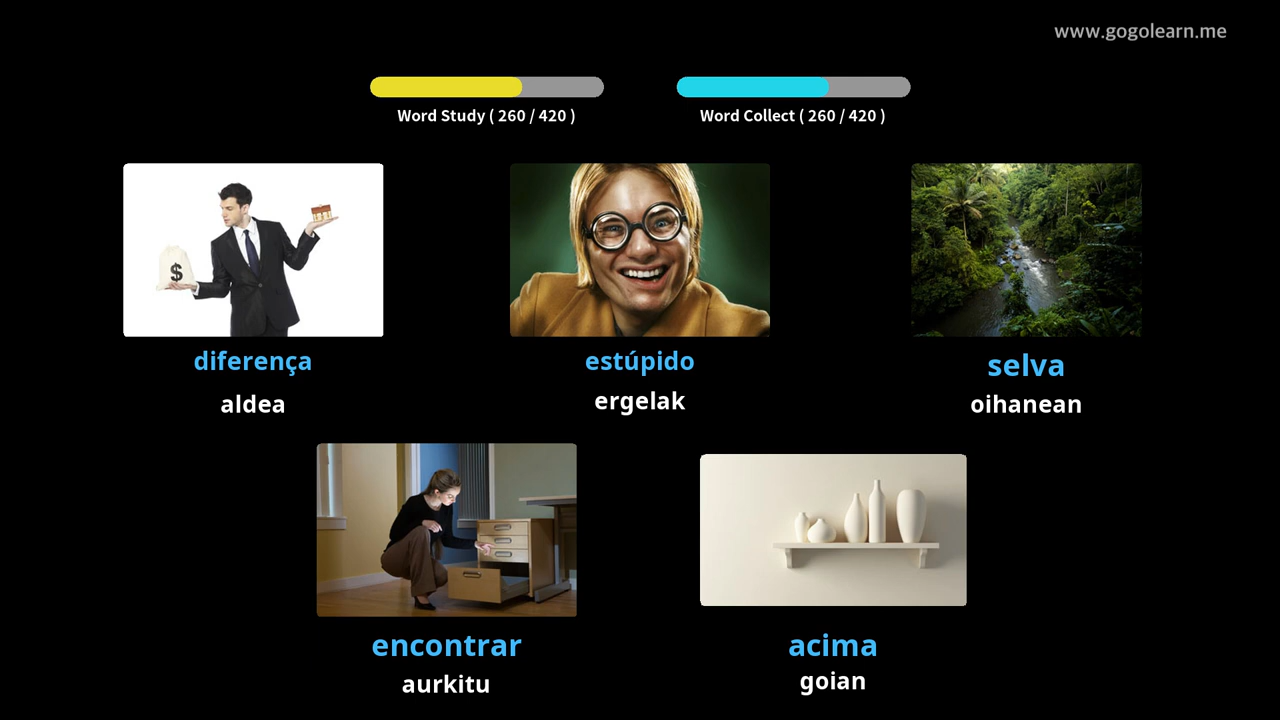 www.gogolearn.me
Word Study ( 260 / 420 )
Word Collect ( 260 / 420 )
$
diferença
aldea
estúpido
ergelak
selva
oihanean
encontrar
aurkitu
acima
goian